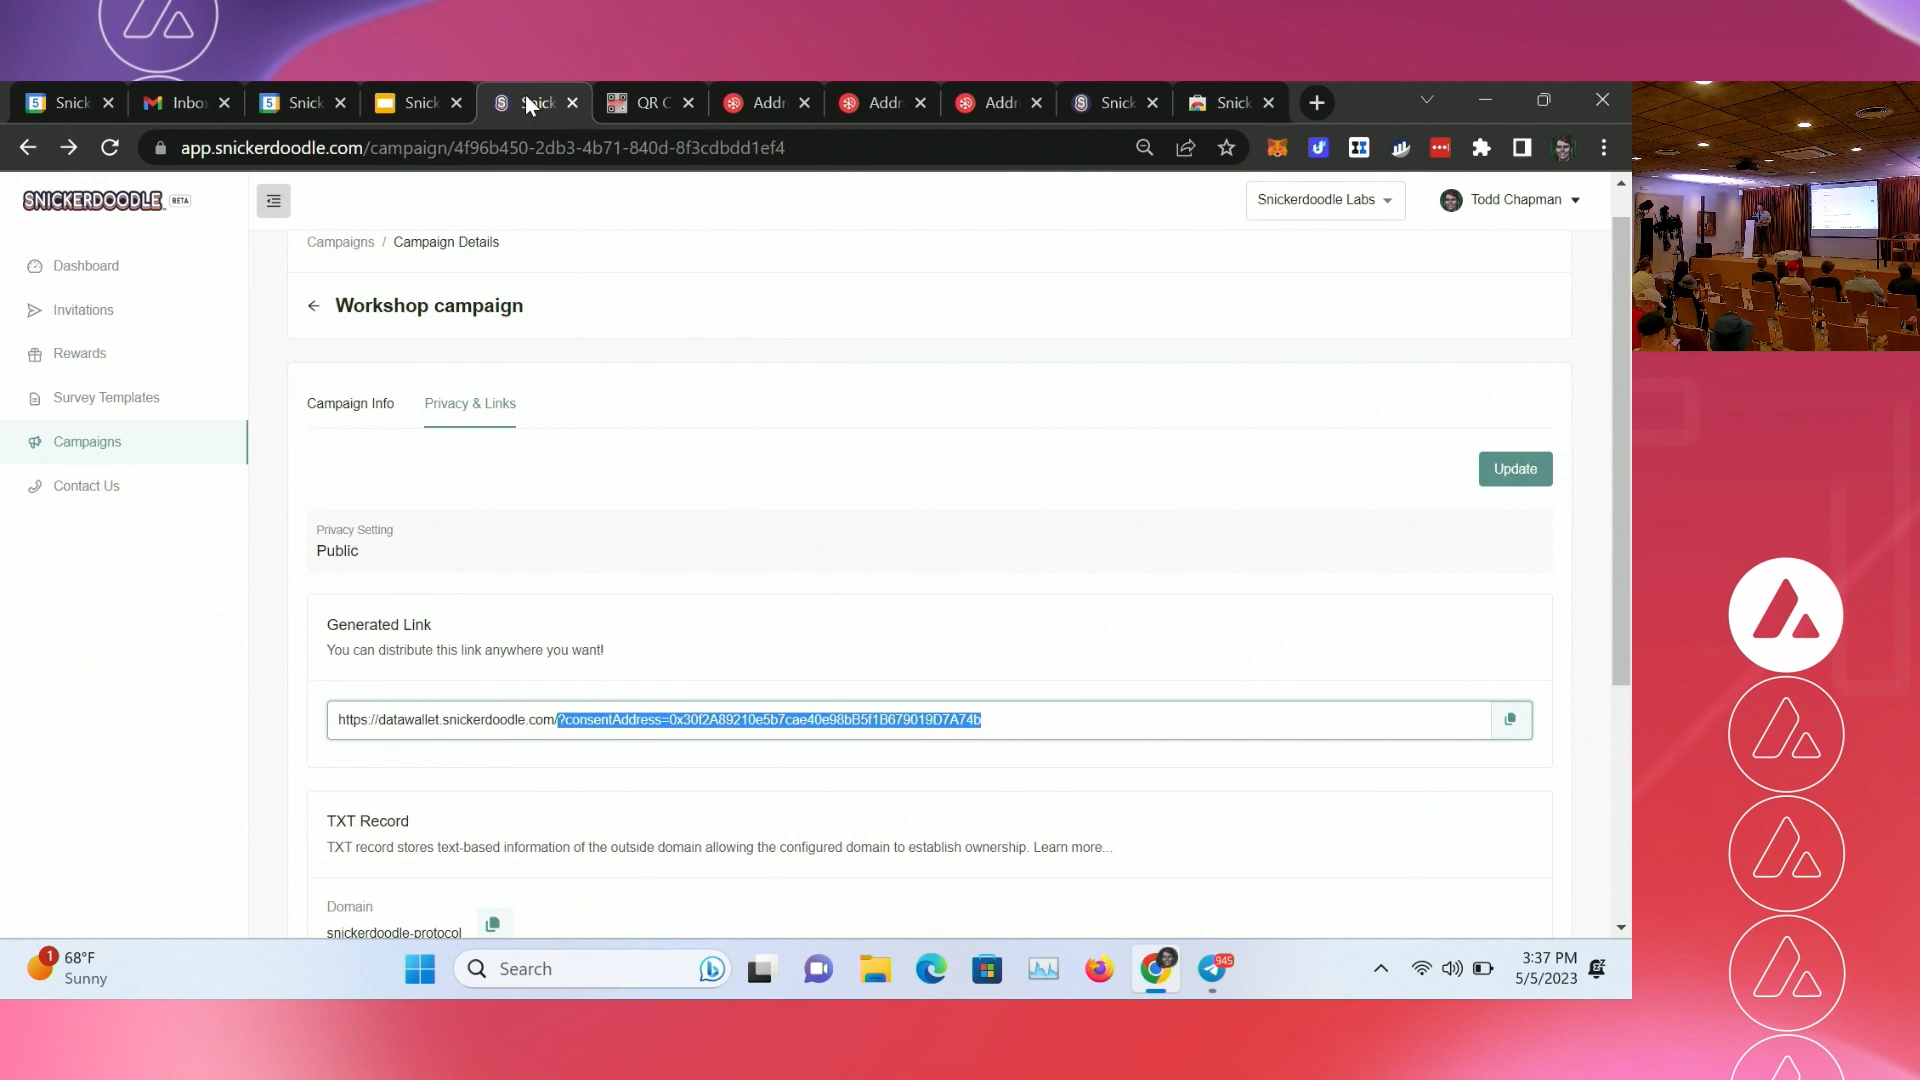 Snick
Inbo
Snick
Snick
Snick
QR C
Addr
Addr
Addr
Snick
Snick
app.snickerdoodle.com/campaign/4f96b450-2db3-4b71-840d-8f3cdbdd1ef4
SNICKERDOODLE BETA
Snickerdoodle Labs
Todd Chapman
Dashboard
Invitations
Rewards
Survey Templates
Campaigns
Contact Us
Campaigns / Campaign Details
Workshop campaign
Campaign Info
Privacy & Links
Update
Privacy Setting
Public
Generated Link
You can distribute this link anywhere you want!
https://datawallet.snickerdoodle.com/?consentAddress=0x30f2A89210e5b7cae40e98bB5f1B679019D7A74b
TXT Record
TXT record stores text-based information of the outside domain allowing the configured domain to establish ownership. Learn more...
Domain
snickerdoodle-protocol
1
68°F
Sunny
Search
945
3:37 PM
5/5/2023